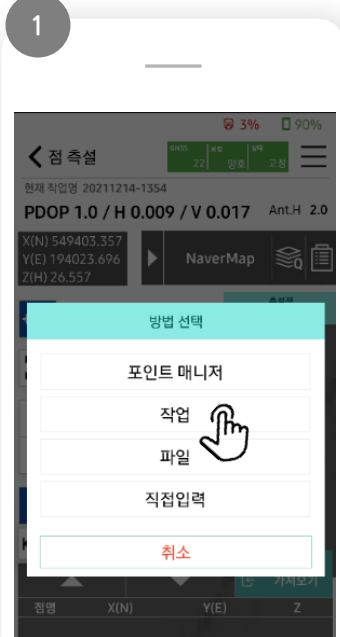 1
3% 90%
점 측설
GNSS 22 보정 양호 상태 고정
현재 작업명 20211214-1354
PDOP 1.0 / H 0.009 / V 0.017 Ant.H 2.0
X(N) 549403.357
Y(E) 194023.696
Z(H) 26.557
NaverMap
방법 선택
포인트 매니저
작업
파일
직접입력
취소
가져오기
점명 X(N) Y(E) Z